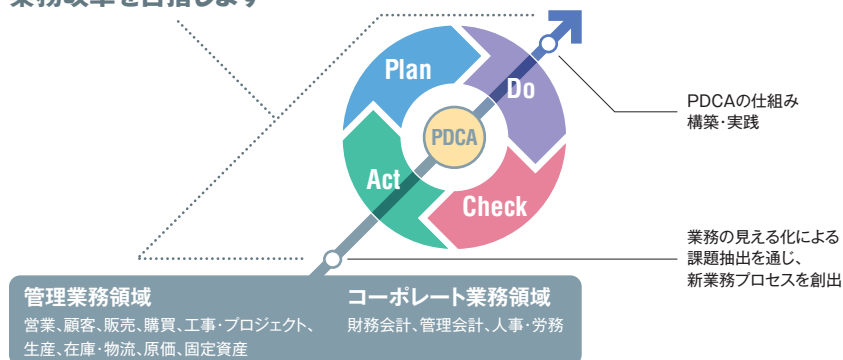 業務改革を目指します
Plan
Do
PDCA
Act
Check
PDCAの仕組み
構築・実践
業務の見える化による
課題抽出を通じ、
新業務プロセスを創出
管理業務領域
営業、顧客、販売、購買、工事・プロジェクト、
生産、在庫・物流、原価、固定資産
コーポレート業務領域
財務会計、管理会計、人事・労務